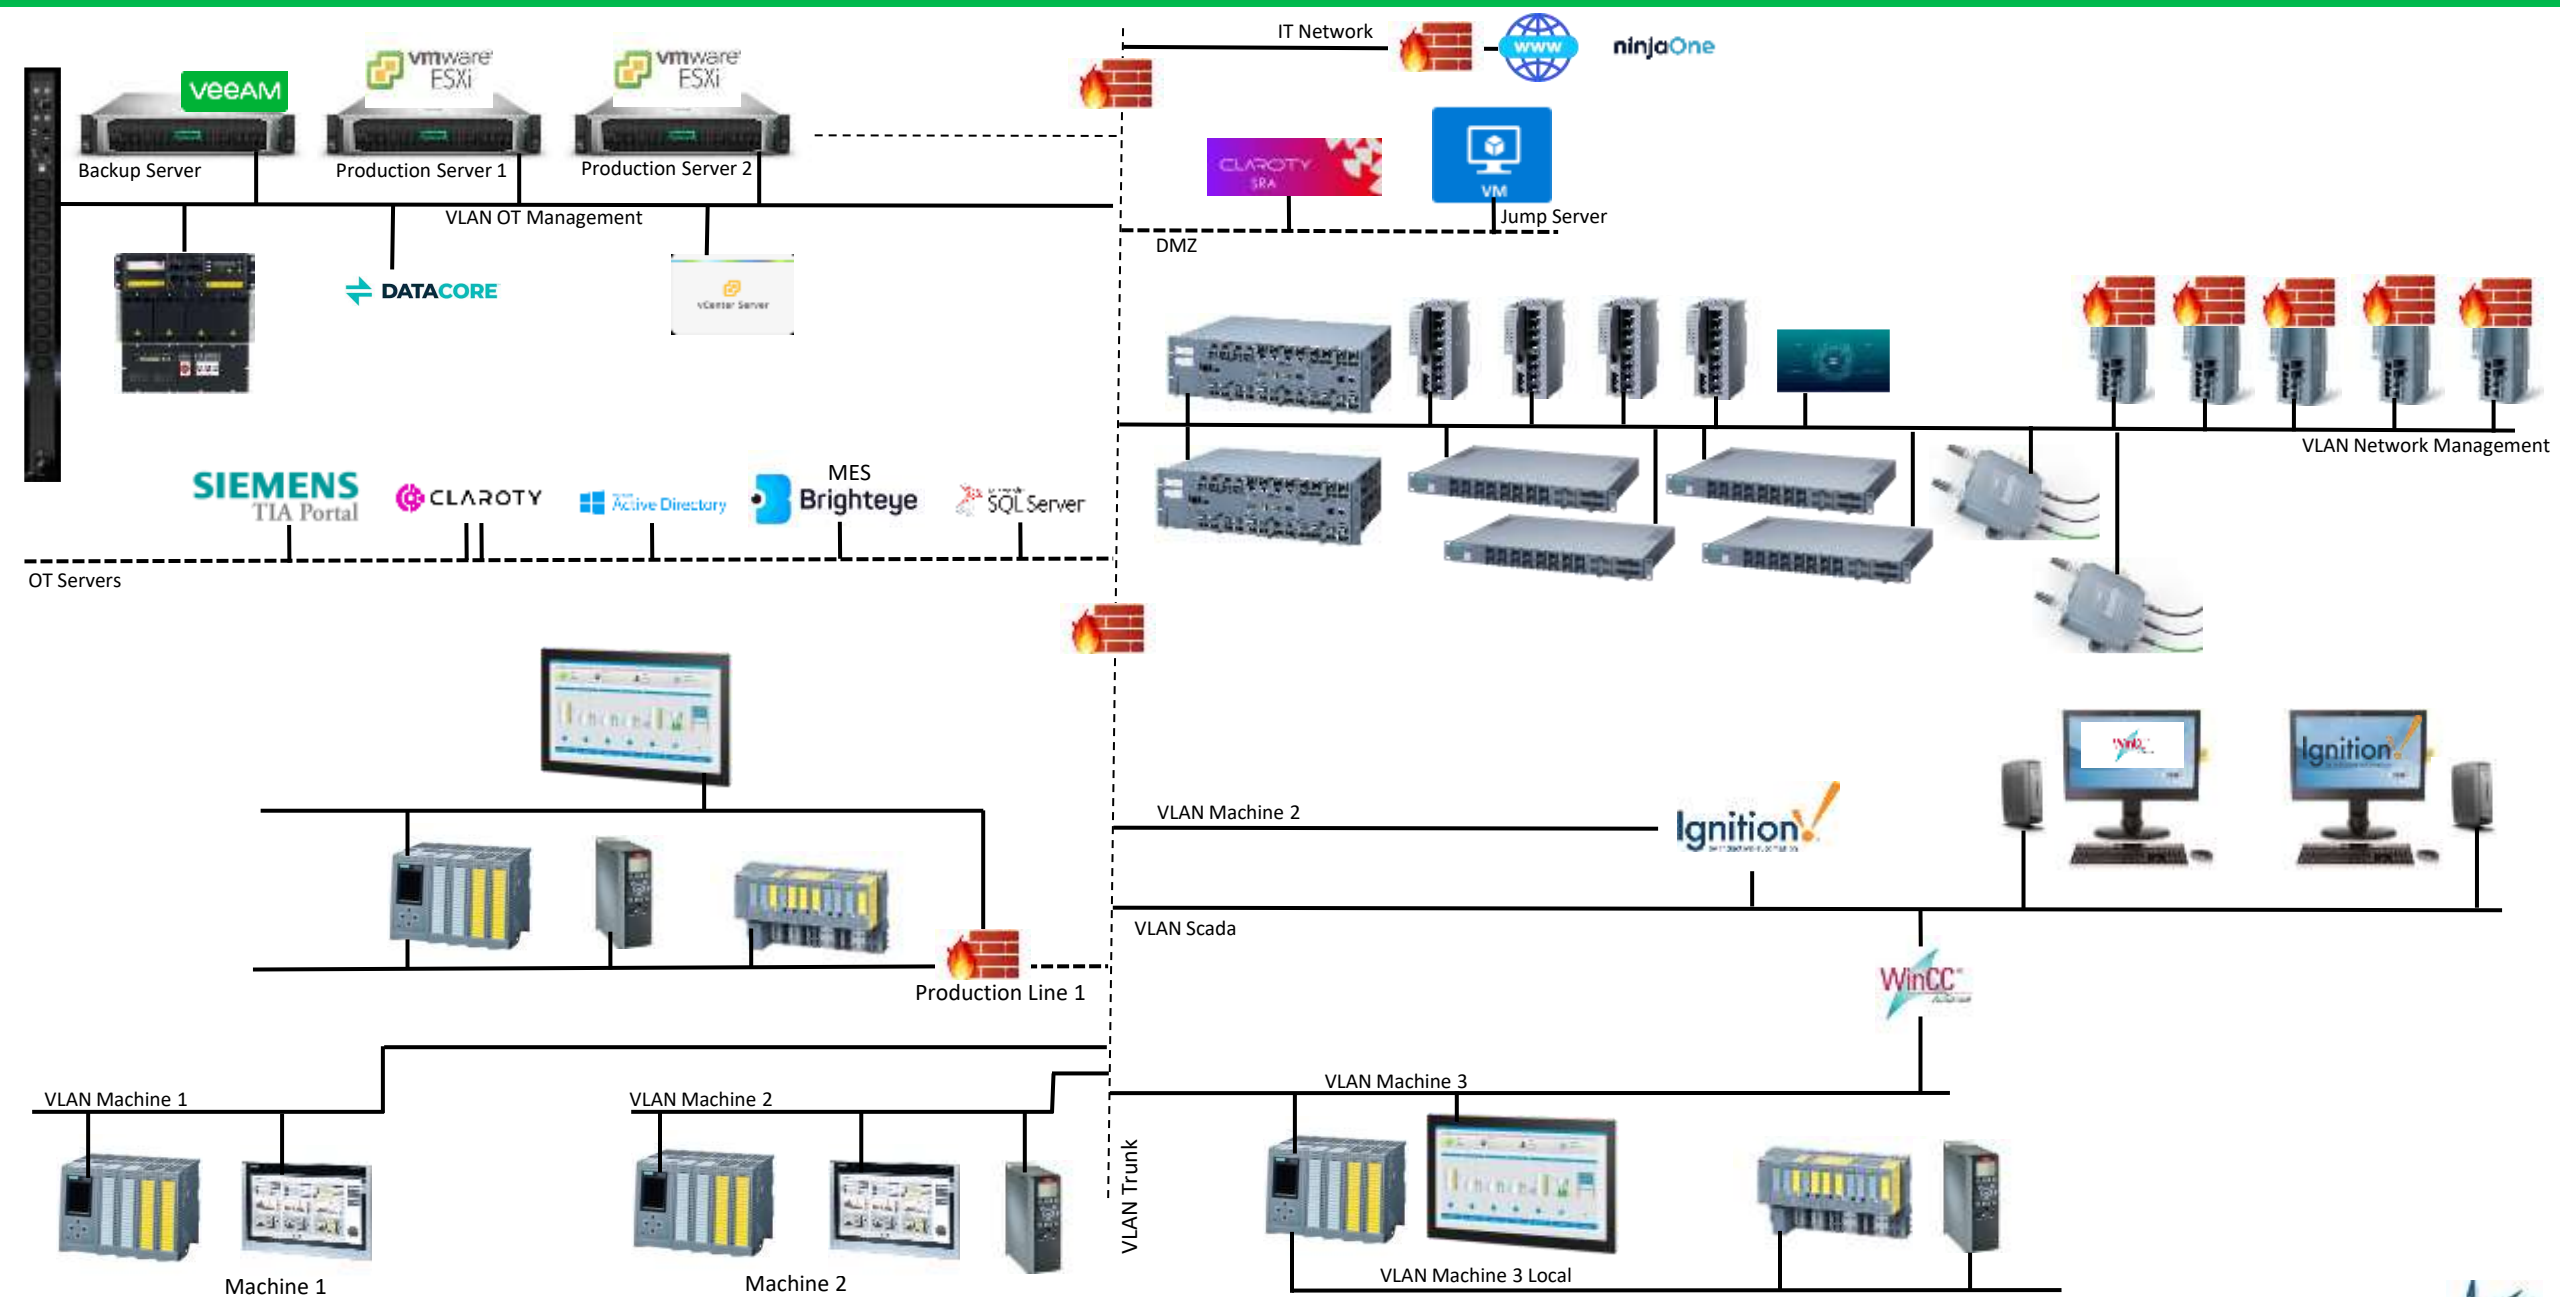 IT Network
www
ninjaOne
veeAM
vmware
ESXi
vmware
ESXi
Backup Server
Production Server 1
Production Server 2
VLAN OT Management
CLAROTY
SRA
VM
Jump Server
DMZ
DATACORE
vCenter Server
VLAN Network Management
SIEMENS
TIA Portal
CLAROTY
Active Directory
MES
Brighteye
SQL Server
OT Servers
VLAN Machine 2
Ignition!
WinCC
Ignition!
VLAN Scada
WinCC
Production Line 1
VLAN Machine 1
VLAN Machine 2
VLAN Machine 3
VLAN Trunk
Machine 1
Machine 2
VLAN Machine 3 Local